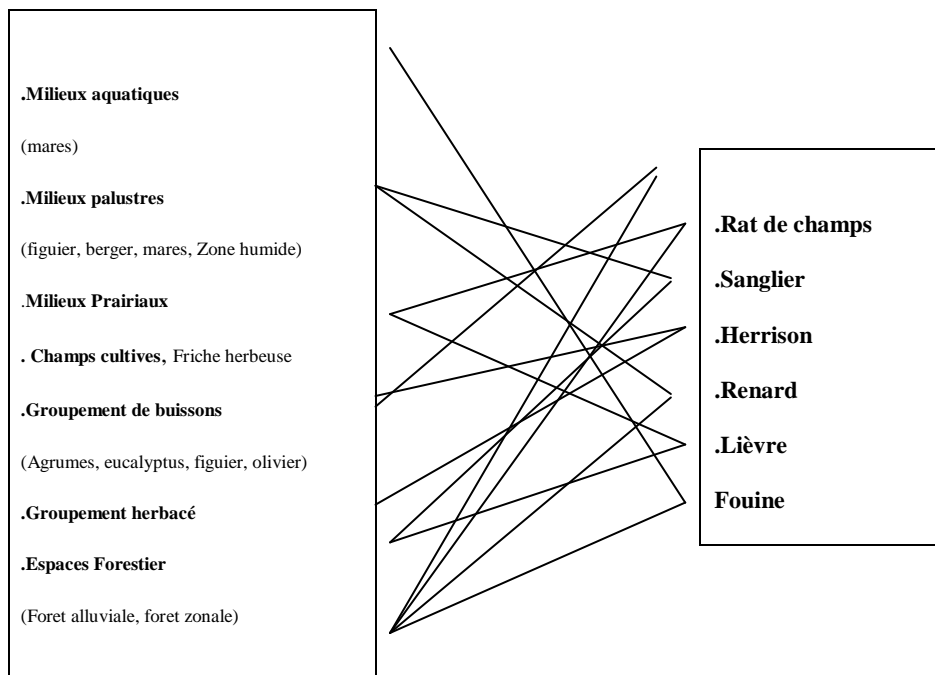 .Milieux aquatiques
(mares)
.Milieux palustres
(figuier, berger, mares, Zone humide)
.Milieux Prairiaux
. Champs cultives, Friche herbeuse
.Groupement de buissons
(Agrumes, eucalyptus, figuier, olivier)
.Groupement herbacé
.Espaces Forestier
(Foret alluviale, foret zonale)
.Rat de champs
.Sanglier
.Herrison
.Renard
.Lièvre
Fouine